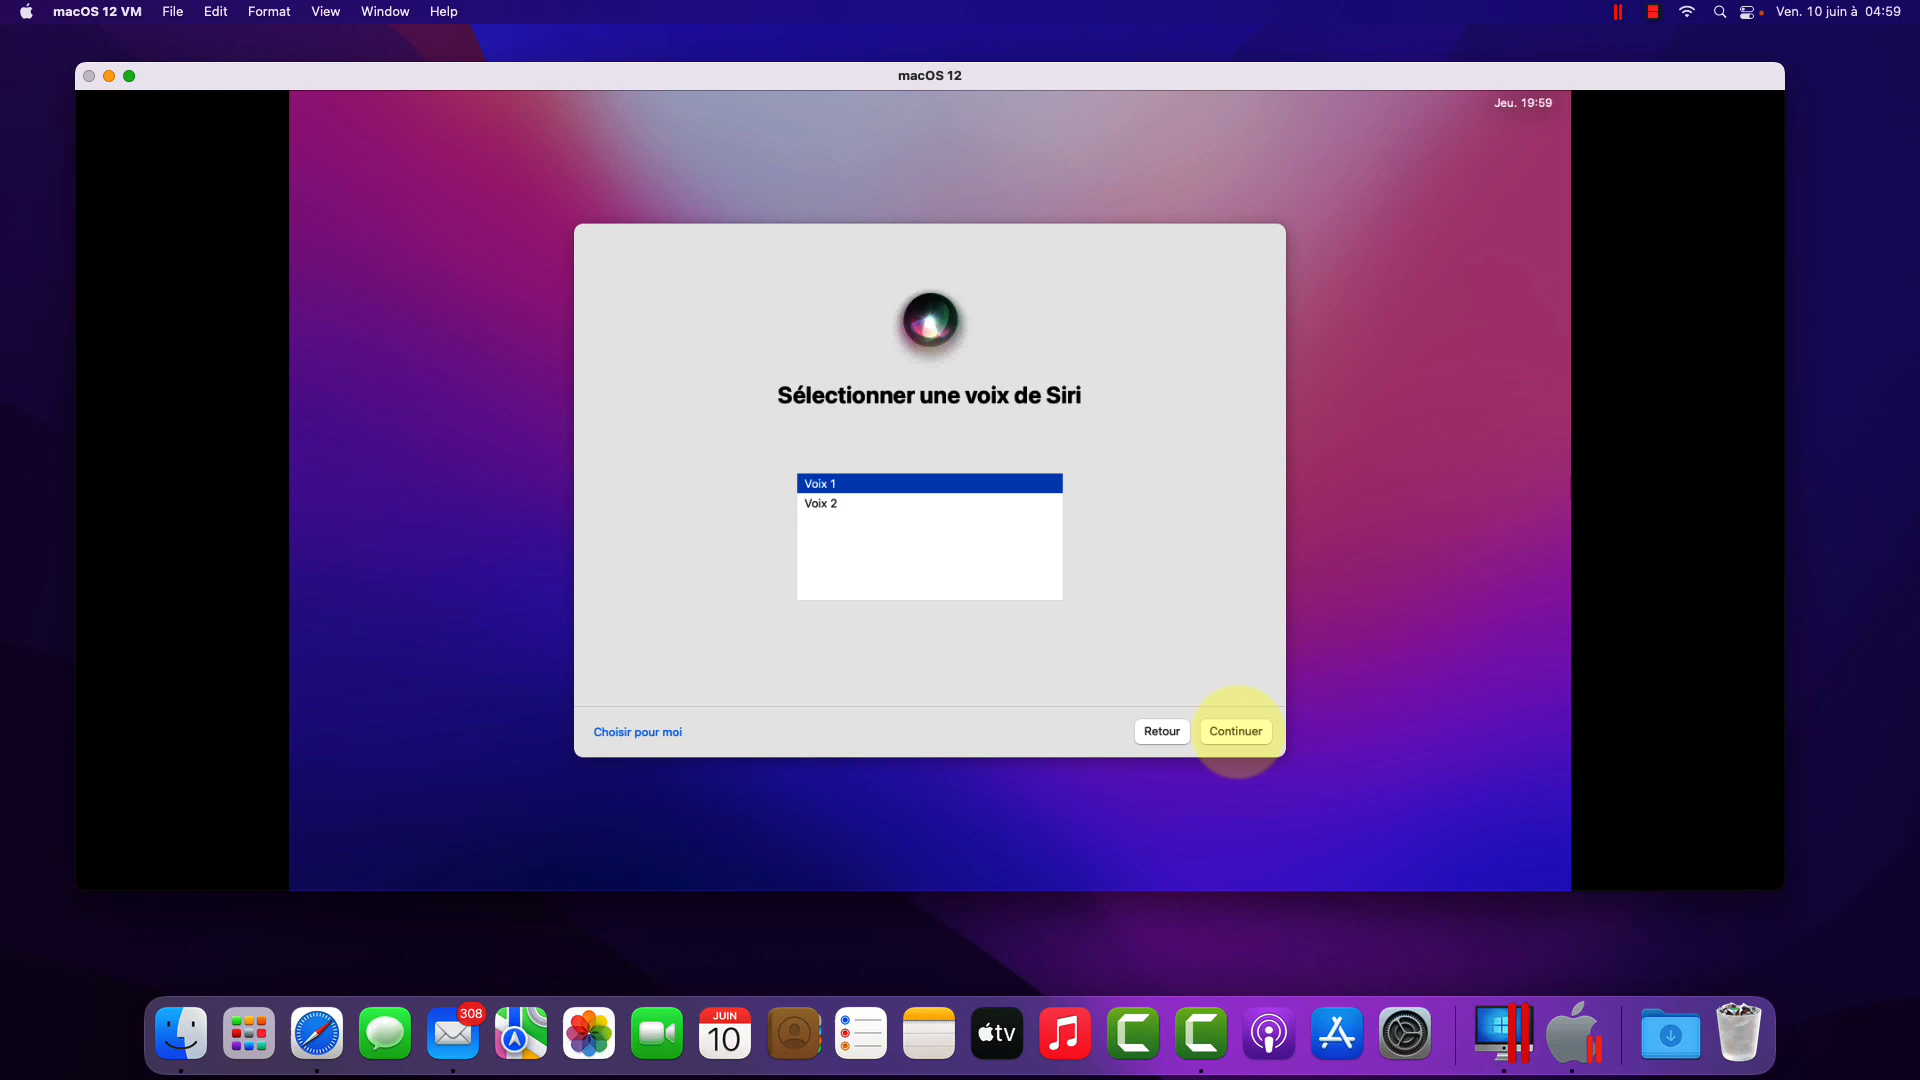 macOS 12 VM File Edit Format View Window Help Ven. 10 juin à 04:59
macOS 12
Jeu. 19:59
Sélectionner une voix de Siri
Voix 1
Voix 2
Choisir pour moi Retour Continuer
308
JUIN
10
tv